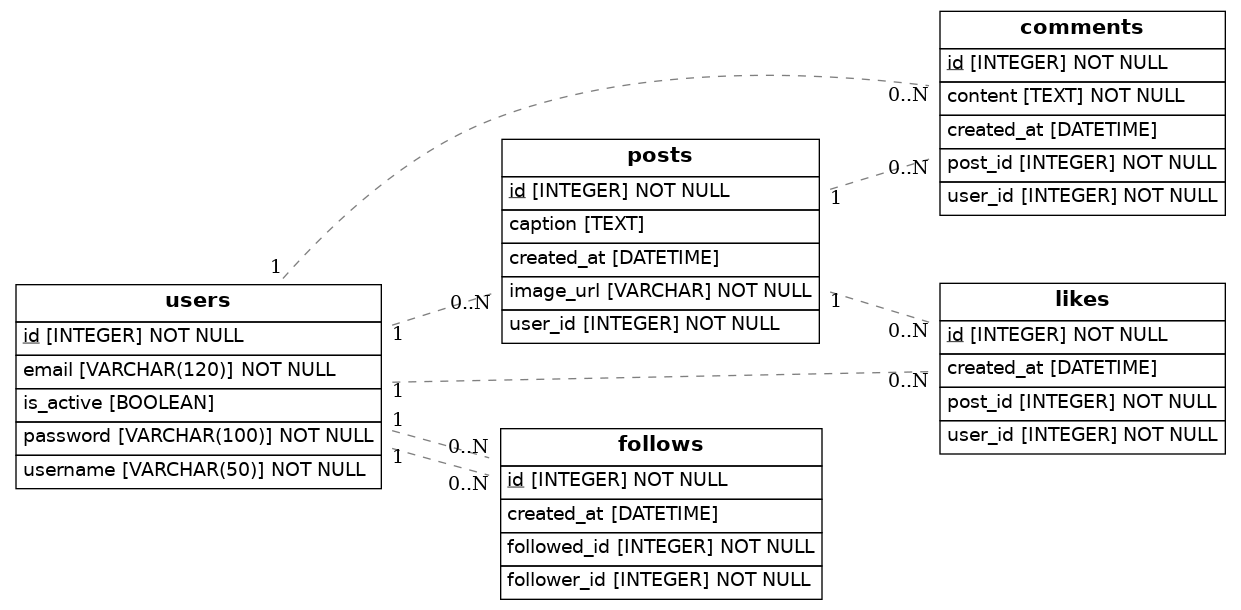 comments
id [INTEGER] NOT NULL
content [TEXT] NOT NULL
created_at [DATETIME]
post_id [INTEGER] NOT NULL
user_id [INTEGER] NOT NULL
0..N
0..N
1
posts
id [INTEGER] NOT NULL
caption [TEXT]
created_at [DATETIME]
image_url [VARCHAR] NOT NULL
user_id [INTEGER] NOT NULL
1
1
0..N
users
id [INTEGER] NOT NULL
email [VARCHAR(120)] NOT NULL
is_active [BOOLEAN]
password [VARCHAR(100)] NOT NULL
username [VARCHAR(50)] NOT NULL
1
1
1
1
0..N
0..N
likes
id [INTEGER] NOT NULL
created_at [DATETIME]
post_id [INTEGER] NOT NULL
user_id [INTEGER] NOT NULL
0..N
0..N
follows
id [INTEGER] NOT NULL
created_at [DATETIME]
followed_id [INTEGER] NOT NULL
follower_id [INTEGER] NOT NULL